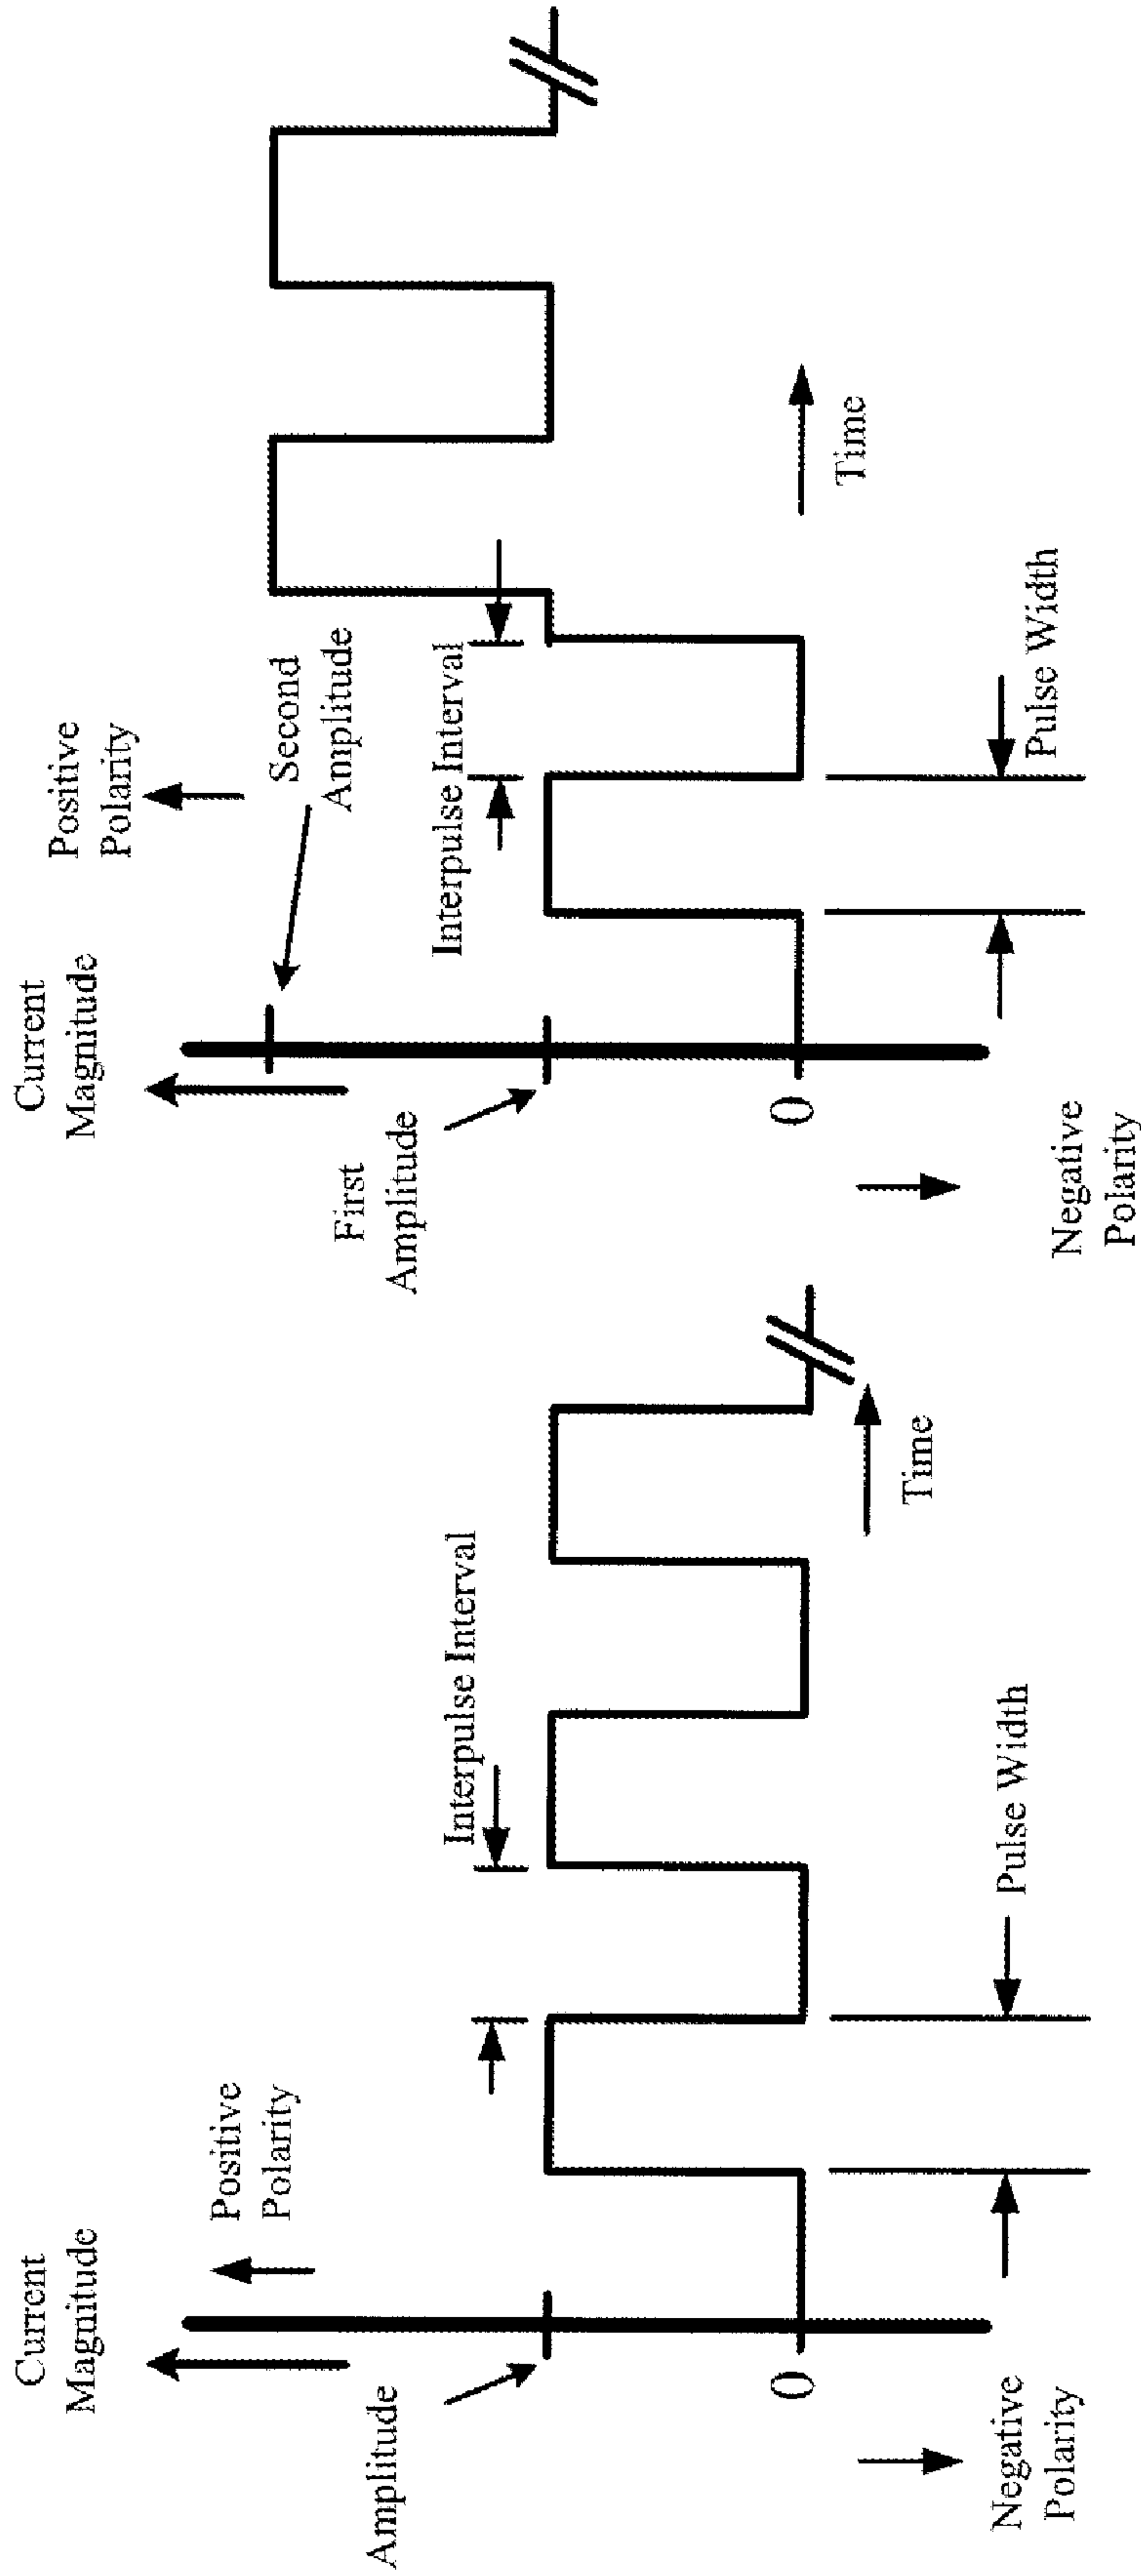 Current
Magnitude
Positive
Polarity
Amplitude
Interpulse Interval
0
Time
Negative
Polarity
Pulse Width
Current
Magnitude
Positive
Polarity
Second
Amplitude
First
Amplitude
Interpulse Interval
0
Time
Negative
Polarity
Pulse Width